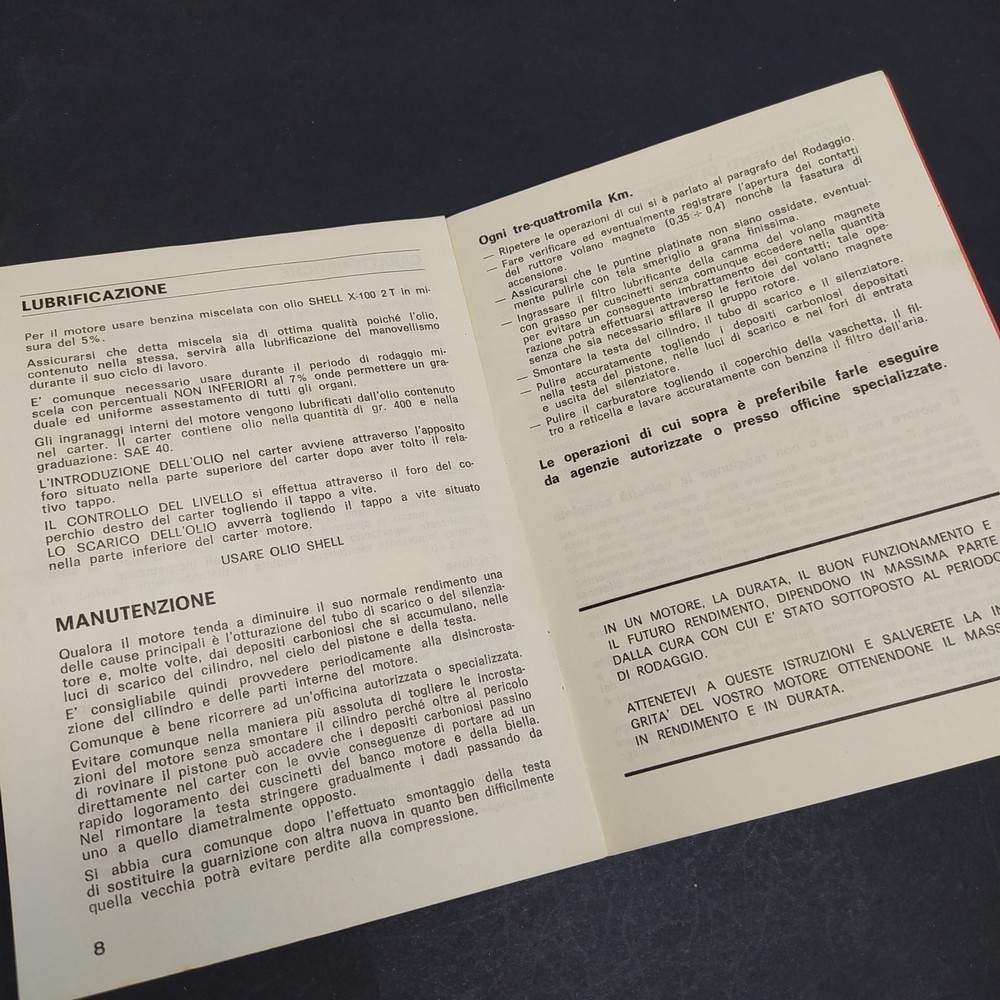 LUBRIFICAZIONE
Per il motore usare benzina miscelata con olio SHELL X-100 2T in mi-
sura del 5%.
Assicurarsi che detta miscela sia di ottima qualità poiché l'olio,
contenuto nella stessa, servirà alla lubrificazione del manovellismo
durante il suo ciclo di lavoro.
E' comunque necessario usare durante il periodo di rodaggio mi-
scela con percentuali NON INFERIORI al 7% onde permettere un gra-
duale ed uniforme assestamento di tutti gli organi.
Gli ingranaggi interni del motore vengono lubrificati dall'olio contenuto
nel carter. Il carter contiene olio nella quantità di gr. 400 e nella
graduazione: SAE 40.
L'INTRODUZIONE DELL'OLIO nel carter avviene attraverso l'apposito
foro situato nella parte superiore del carter dopo aver tolto il rela-
tivo tappo.
IL CONTROLLO DEL LIVELLO si effettua attraverso il foro del co-
perchio destro del carter togliendo il tappo a vite.
LO SCARICO DELL'OLIO avverrà togliendo il tappo a vite situato
nella parte inferiore del carter motore.
USARE OLIO SHELL
MANUTENZIONE
Qualora il motore tenda a diminuire il suo normale rendimento una
delle cause principali è l'otturazione del tubo di scarico o del silenzia-
tore e, molte volte, dai depositi carboniosi che si accumulano, nelle
luci di scarico del cilindro, nel cielo del pistone e della testa.
E' consigliabile quindi provvedere periodicamente alla disincrosta-
zione del cilindro e delle parti interne del motore.
Comunque è bene ricorrere ad un'officina autorizzata o specializzata.
Evitare comunque nella maniera più assoluta di togliere le incrosta-
zioni del motore senza smontare il cilindro perché oltre al pericolo
di rovinare il pistone può accadere che i depositi carboniosi passino
direttamente nel carter con le ovvie conseguenze di portare ad un
rapido logoramento dei cuscinetti del banco motore e della biella.
Nel rimontare la testa stringere gradualmente i dadi passando da
uno a quello diametralmente opposto.
Si abbia cura comunque dopo l'effettuato smontaggio della testa
di sostituire la guarnizione con altra nuova in quanto ben difficilmente
quella vecchia potrà evitare perdite alla compressione.
8
Ogni tre-quattromila Km.
— Ripetere le operazioni di cui si è parlato al paragrafo del Rodaggio.
— Fare verificare ed eventualmente registrare l'apertura dei contatti
del ruttore volano magnete (0,35 ÷ 0,4) nonchè la fasatura di
accensione.
— Assicurarsi che le puntine platinate non siano ossidate, eventual-
mente pulirle con tela smeriglio a grana finissima.
— Ingrassare il filtro lubrificante della camma del volano magnete
con grasso per cuscinetti senza comunque eccedere nella quantità
per evitare un conseguente imbrattamento dei contatti; tale ope-
razione potrà effettuarsi attraverso le feritoie del volano magnete
senza che sia necessario sfilare il gruppo rotore.
— Smontare la testa del cilindro, il tubo di scarico e il silenziatore.
— Pulire accuratamente togliendo i depositi carboniosi depositati
nella testa del pistone, nelle luci di scarico e nei fori di entrata
e uscita del silenziatore.
— Pulire il carburatore togliendo il coperchio della vaschetta, il fil-
tro a reticella e lavare accuratamente con benzina il filtro dell'aria.
Le operazioni di cui sopra è preferibile farle eseguire
da agenzie autorizzate o presso officine specializzate.
IN UN MOTORE, LA DURATA, IL BUON FUNZIONAMENTO E
IL FUTURO RENDIMENTO, DIPENDONO IN MASSIMA PARTE
DALLA CURA CON CUI E' STATO SOTTOPOSTO AL PERIODO
DI RODAGGIO.
ATTENETEVI A QUESTE ISTRUZIONI E SALVERETE LA IN
GRITA' DEL VOSTRO MOTORE OTTENENDONE IL MASS
IN RENDIMENTO E IN DURATA.